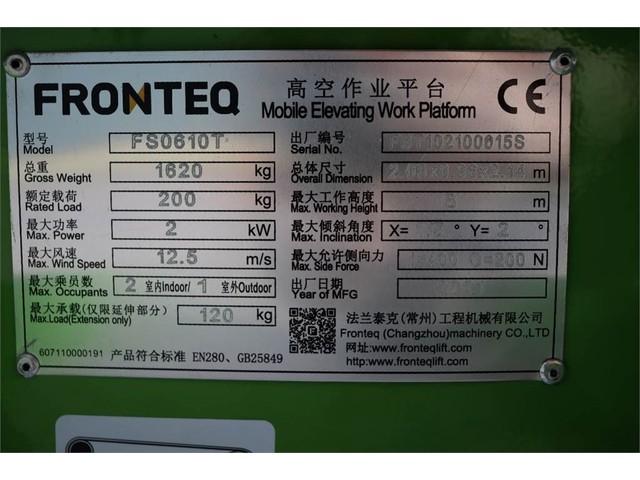 FRONTEQ
高空作业平台
Mobile Elevating Work Platform
CE
型号
Model
FS0610T
出厂编号
Serial No.
总重
Gross Weight
1620 kg
总体尺寸
Overall Dimension
m
额定载荷
Rated Load
200 kg
最大工作高度
Max. Working Height
m
最大功率
Max. Power
2 kW
最大倾斜角度
Max. Inclination
X= ° Y= 2 °
最大风速
Max. Wind Speed
12.5 m/s
最大允许侧向力
Max. Side Force
O=200 N
最大乘员数
Max. Occupants
2 室内Indoor/ 1 室外Outdoor
出厂日期
Year of MFG
最大承载(仅限延伸部分)
Max.Load(Extension only)
120 kg
法兰泰克(常州)工程机械有限公司
Fronteq (Changzhou)machinery CO.,LTD
www.fronteqlift.com
http:www.fronteqlift.com
607110000191 产品符合标准 EN280、GB25849